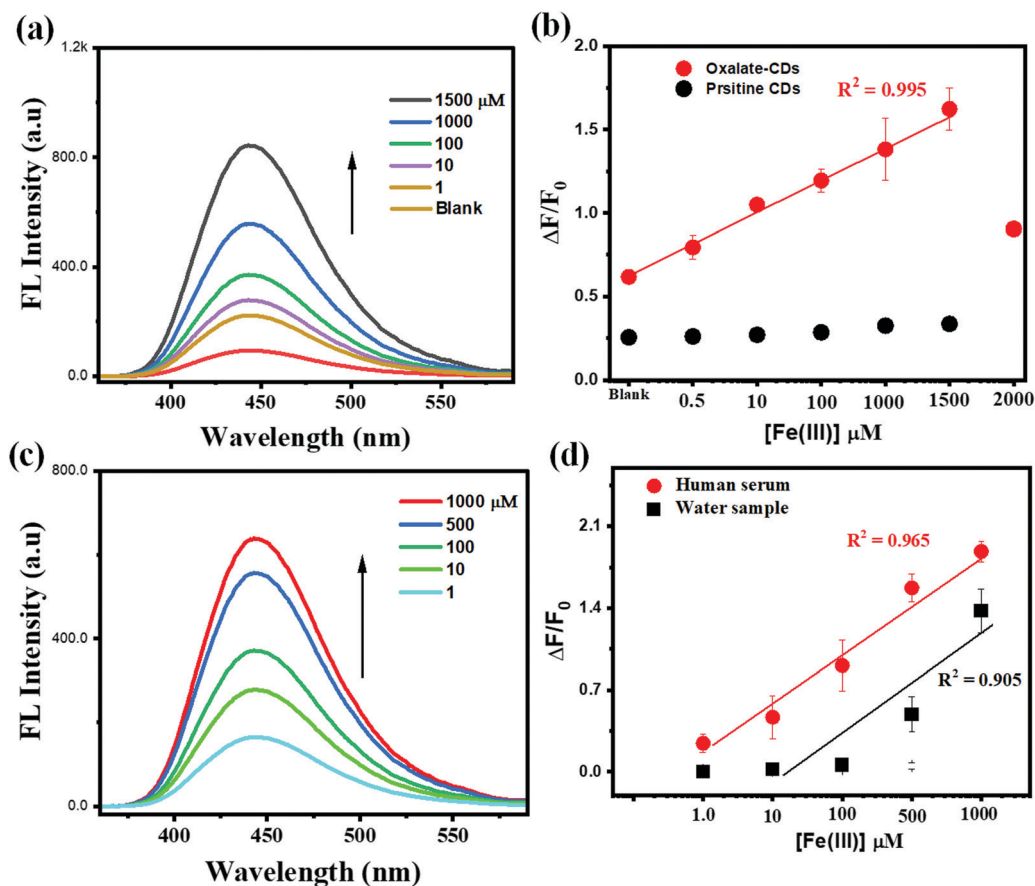 (a)
1.2k
800.0
400.0
0.0
FL Intensity (a.u)
1500 μM
1000
100
10
1
Blank
400
450
500
550
Wavelength (nm)
(b)
2.0
1.5
1.0
0.5
0.0
ΔF/F0
Oxalate-CDs
Prsitine CDs
R2 = 0.995
Blank
0.5
10
100
1000
1500
2000
[Fe(III)] μM
(c)
800.0
400.0
0.0
FL Intensity (a.u)
1000 μM
500
100
10
1
400
450
500
550
Wavelength (nm)
(d)
2.1
1.4
0.7
0.0
ΔF/F0
Human serum
Water sample
R2 = 0.965
R2 = 0.905
1.0
10
100
500
1000
[Fe(III)] μM